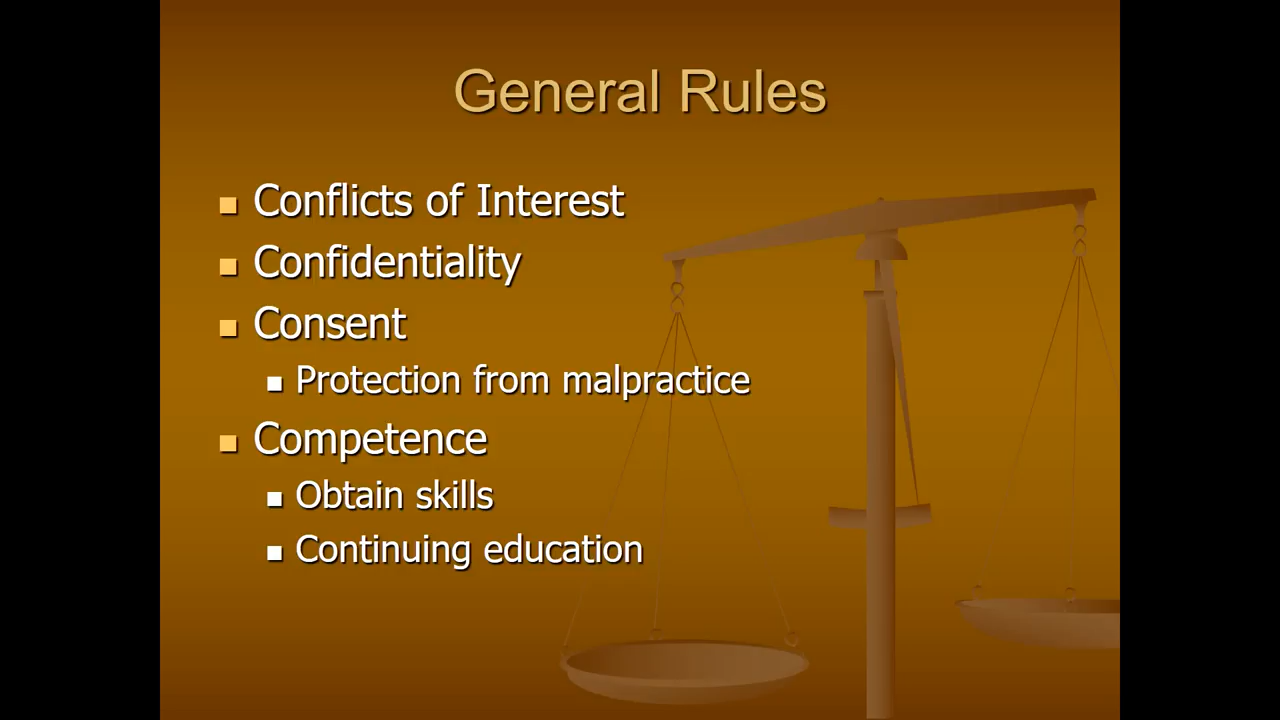 General Rules
Conflicts of Interest
Confidentiality
Consent
Protection from malpractice
Competence
Obtain skills
Continuing education